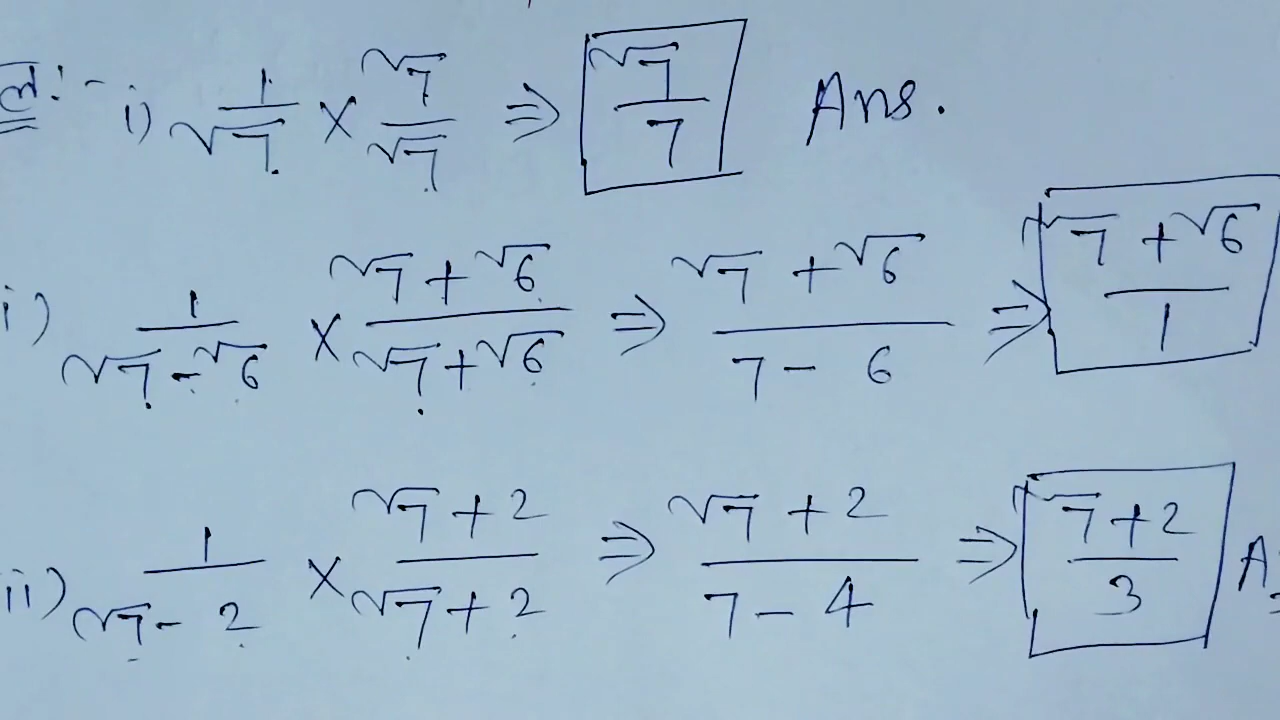 i) 1/√7 × √7/√7 ⇒ √7/7 Ans.
i) 1/(√7-√6) × (√7+√6)/(√7+√6) ⇒ (√7+√6)/(7-6) ⇒ (√7+√6)/1
ii) 1/(√7-2) × (√7+2)/(√7+2) ⇒ (√7+2)/(7-4) ⇒ (√7+2)/3 A